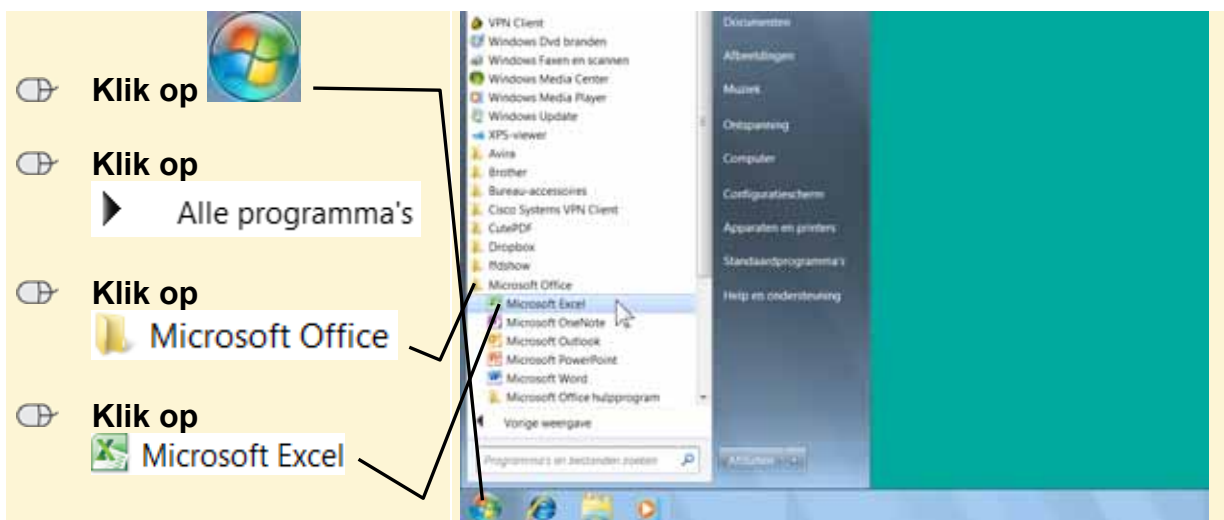 Klik op
Klik op
Alle programma's
Klik op
Microsoft Office
Klik op
Microsoft Excel
VPN Client
Windows Dvd branden
Windows Faxen en scannen
Windows Media Center
Windows Media Player
Windows Update
XPS-viewer
Avira
Brother
Bureau-accessoires
Cisco Systems VPN Client
CutePDF
Dropbox
ffdshow
Microsoft Office
Microsoft Excel
Microsoft OneNote
Microsoft Outlook
Microsoft PowerPoint
Microsoft Word
Microsoft Office hulpprogram
Vorige weergave
Programma's en bestanden zoeken
Documenten
Afbeeldingen
Muziek
Ontspanning
Computer
Configuratiescherm
Apparaten en printers
Standaardprogramma's
Help en ondersteuning
Afsluiten